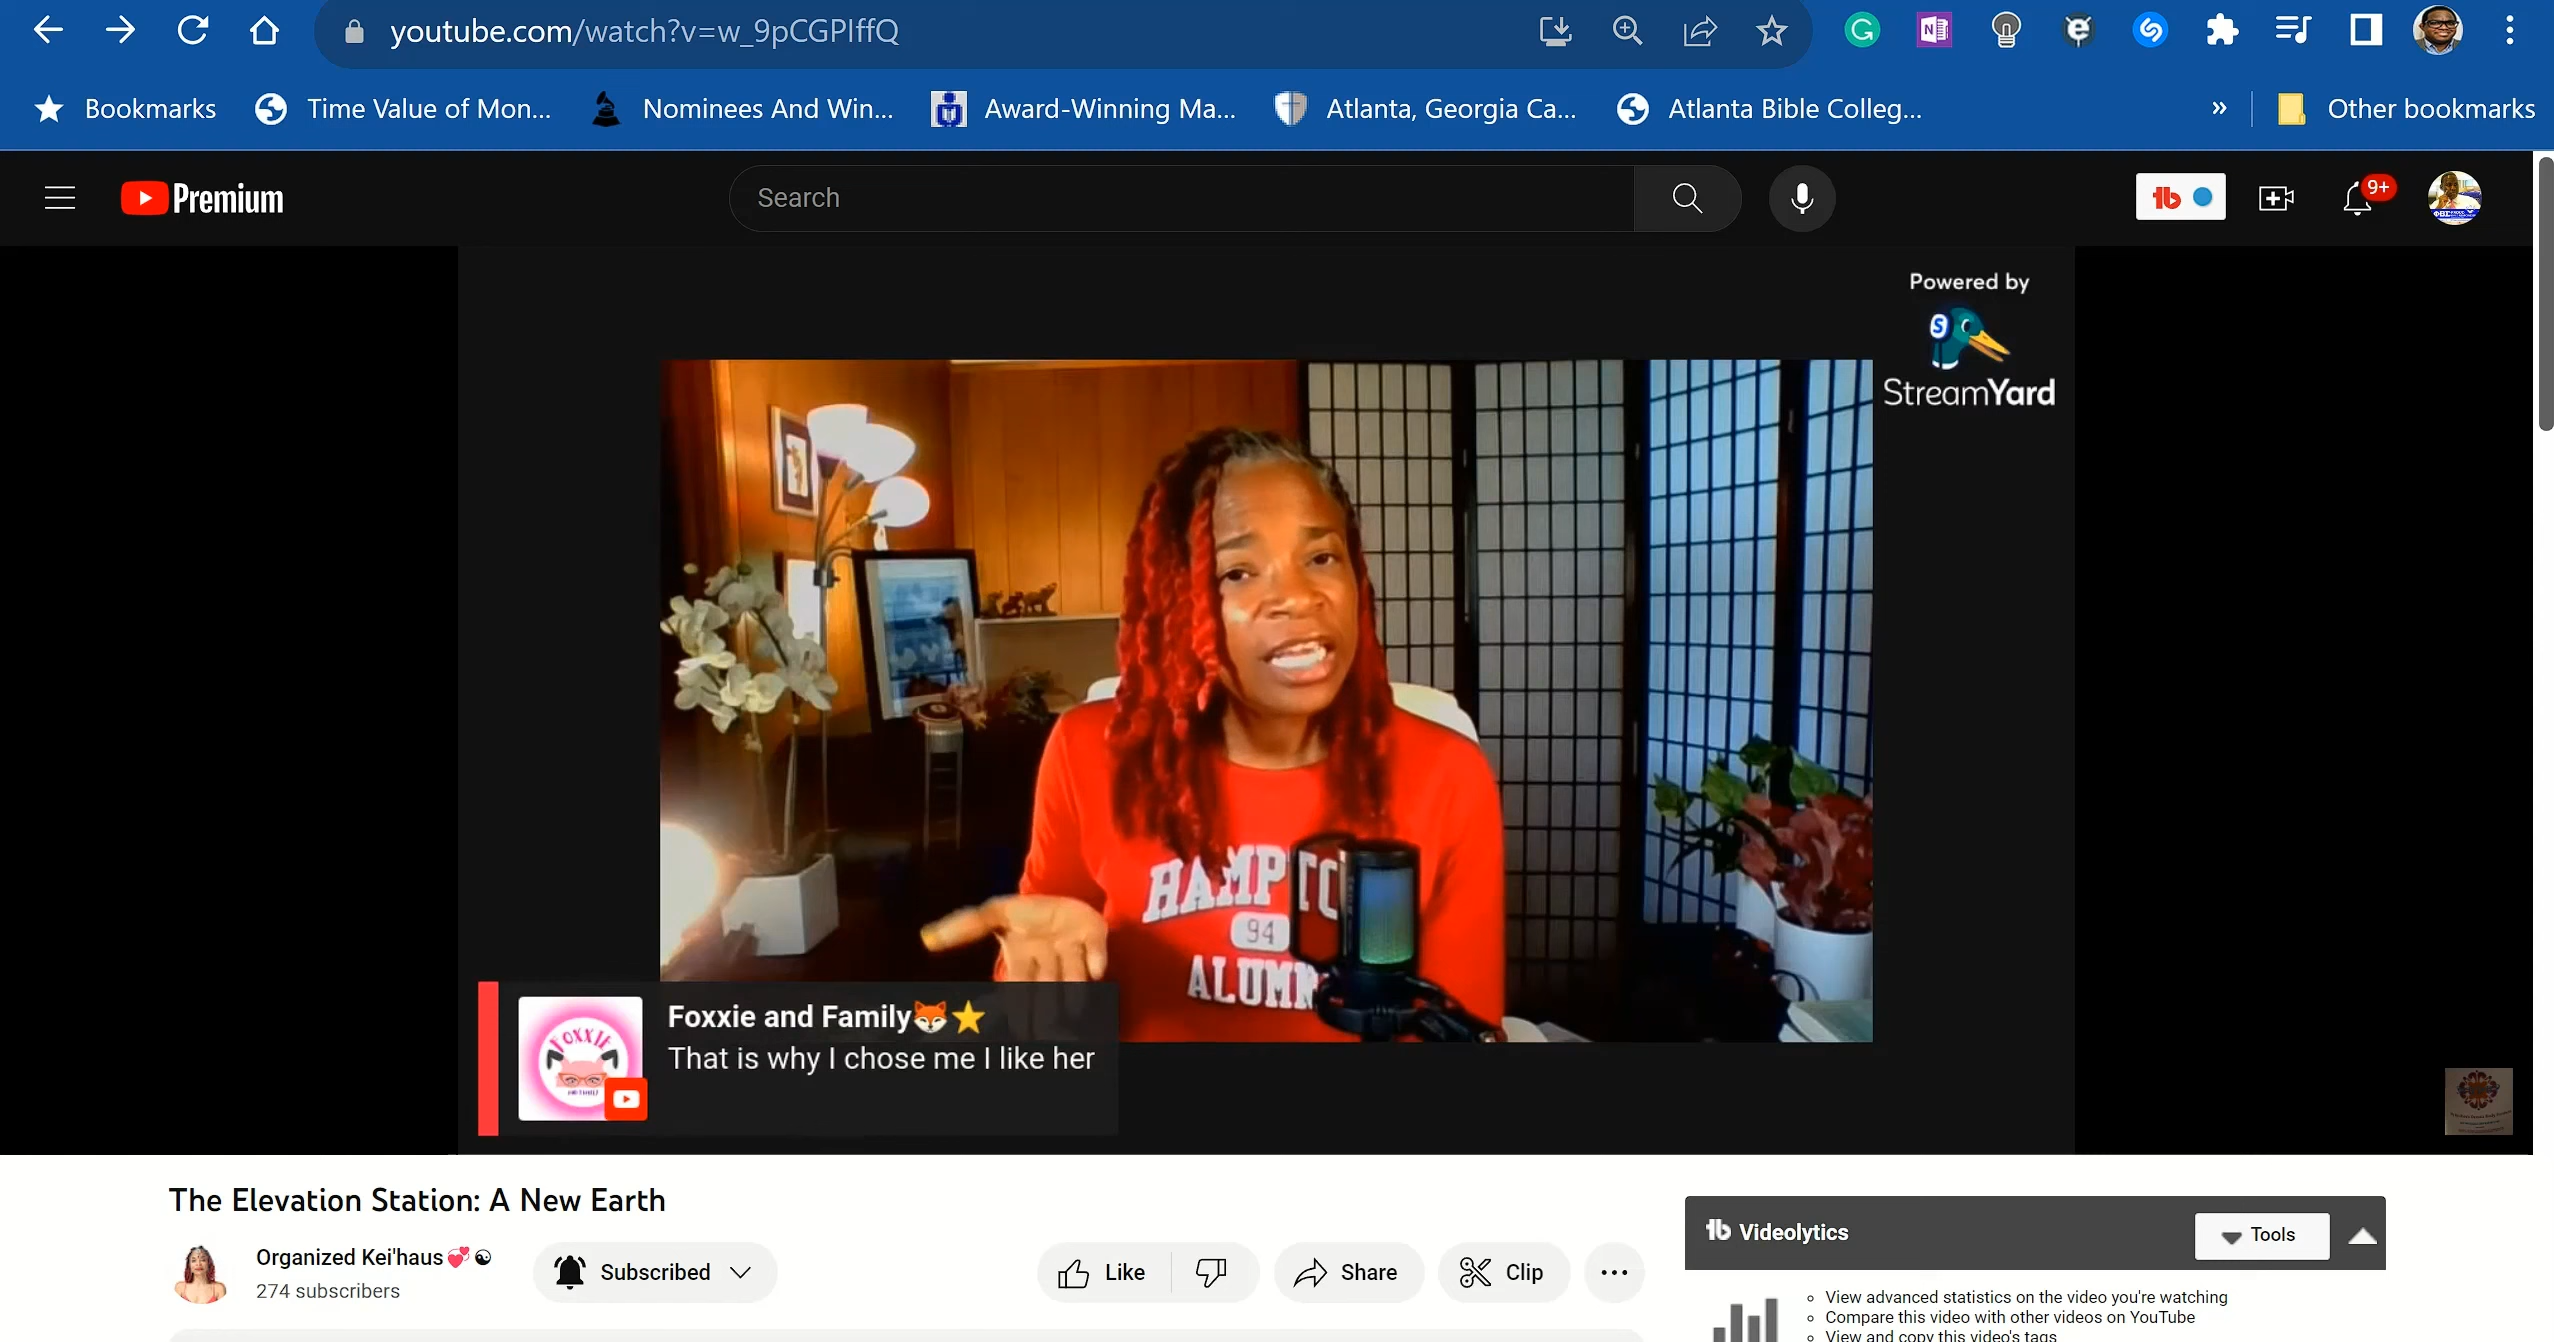 youtube.com/watch?v=w_9pCGPIffQ
Bookmarks
Time Value of Mon...
Nominees And Win...
Award-Winning Ma...
Atlanta, Georgia Ca...
Atlanta Bible Colleg...
»
Other bookmarks
Premium
Search
9+
Powered by
StreamYard
HAMPTO
94
ALUMN
FOXXIE
Foxxie and Family🦊⭐
That is why I chose me I like her
The Elevation Station: A New Earth
Organized Kei'haus💞☯
274 subscribers
Subscribed
Like
Share
Clip
Videolytics
Tools
View advanced statistics on the video you're watching
Compare this video with other videos on YouTube
View and copy this video's tags